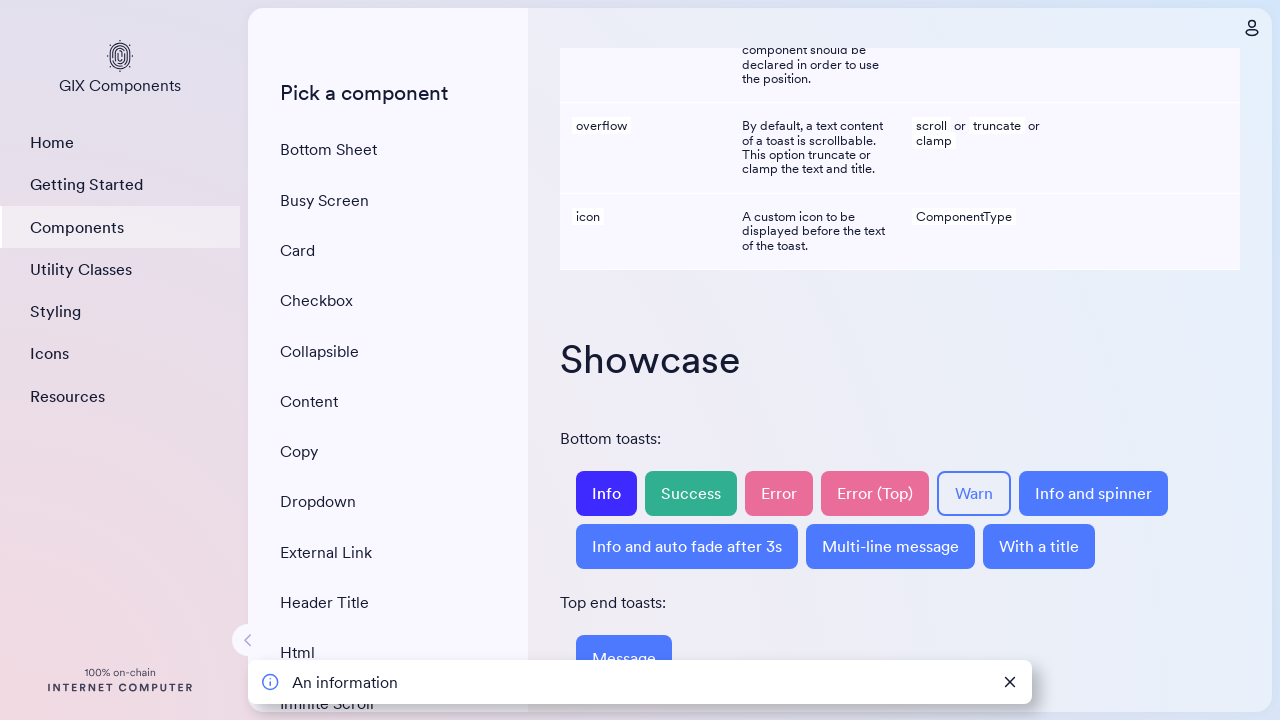 GIX Components
Home
Getting Started
Components
Utility Classes
Styling
Icons
Resources
100% on-chain
INTERNET COMPUTER
Pick a component
Bottom Sheet
Busy Screen
Card
Checkbox
Collapsible
Content
Copy
Dropdown
External Link
Header Title
Html
Infinite Scroll
component should be
declared in order to use
the position.
overflow
By default, a text content
of a toast is scrollbable.
This option truncate or
clamp the text and title.
scroll or truncate or
clamp
icon
A custom icon to be
displayed before the text
of the toast.
ComponentType
Showcase
Bottom toasts:
Info Success Error Error (Top) Warn Info and spinner
Info and auto fade after 3s Multi-line message With a title
Top end toasts:
Message
An information